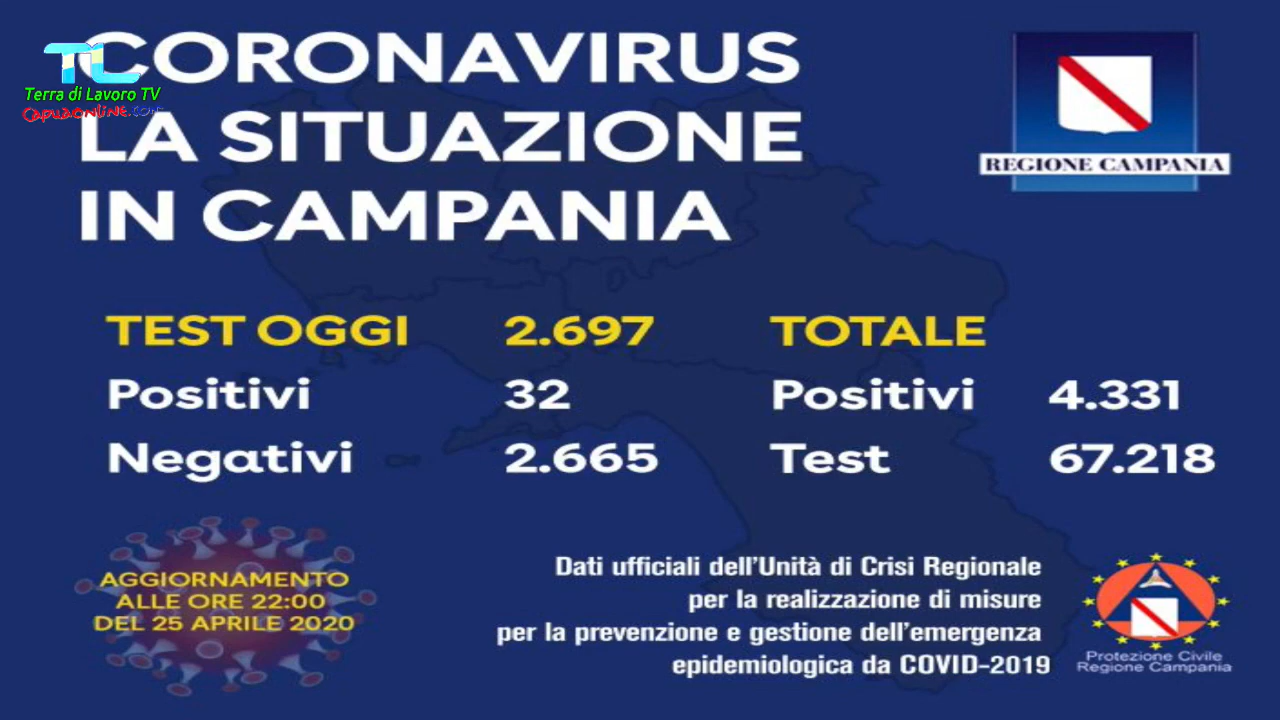 CORONAVIRUS
LA SITUAZIONE
IN CAMPANIA
TL
Terra di Lavoro TV
Capuaonline.com
REGIONE CAMPANIA
TEST OGGI 2.697
Positivi 32
Negativi 2.665
TOTALE
Positivi 4.331
Test 67.218
AGGIORNAMENTO
ALLE ORE 22:00
DEL 25 APRILE 2020
Dati ufficiali dell'Unità di Crisi Regionale
per la realizzazione di misure
per la prevenzione e gestione dell'emergenza
epidemiologica da COVID-2019
Protezione Civile
Regione Campania